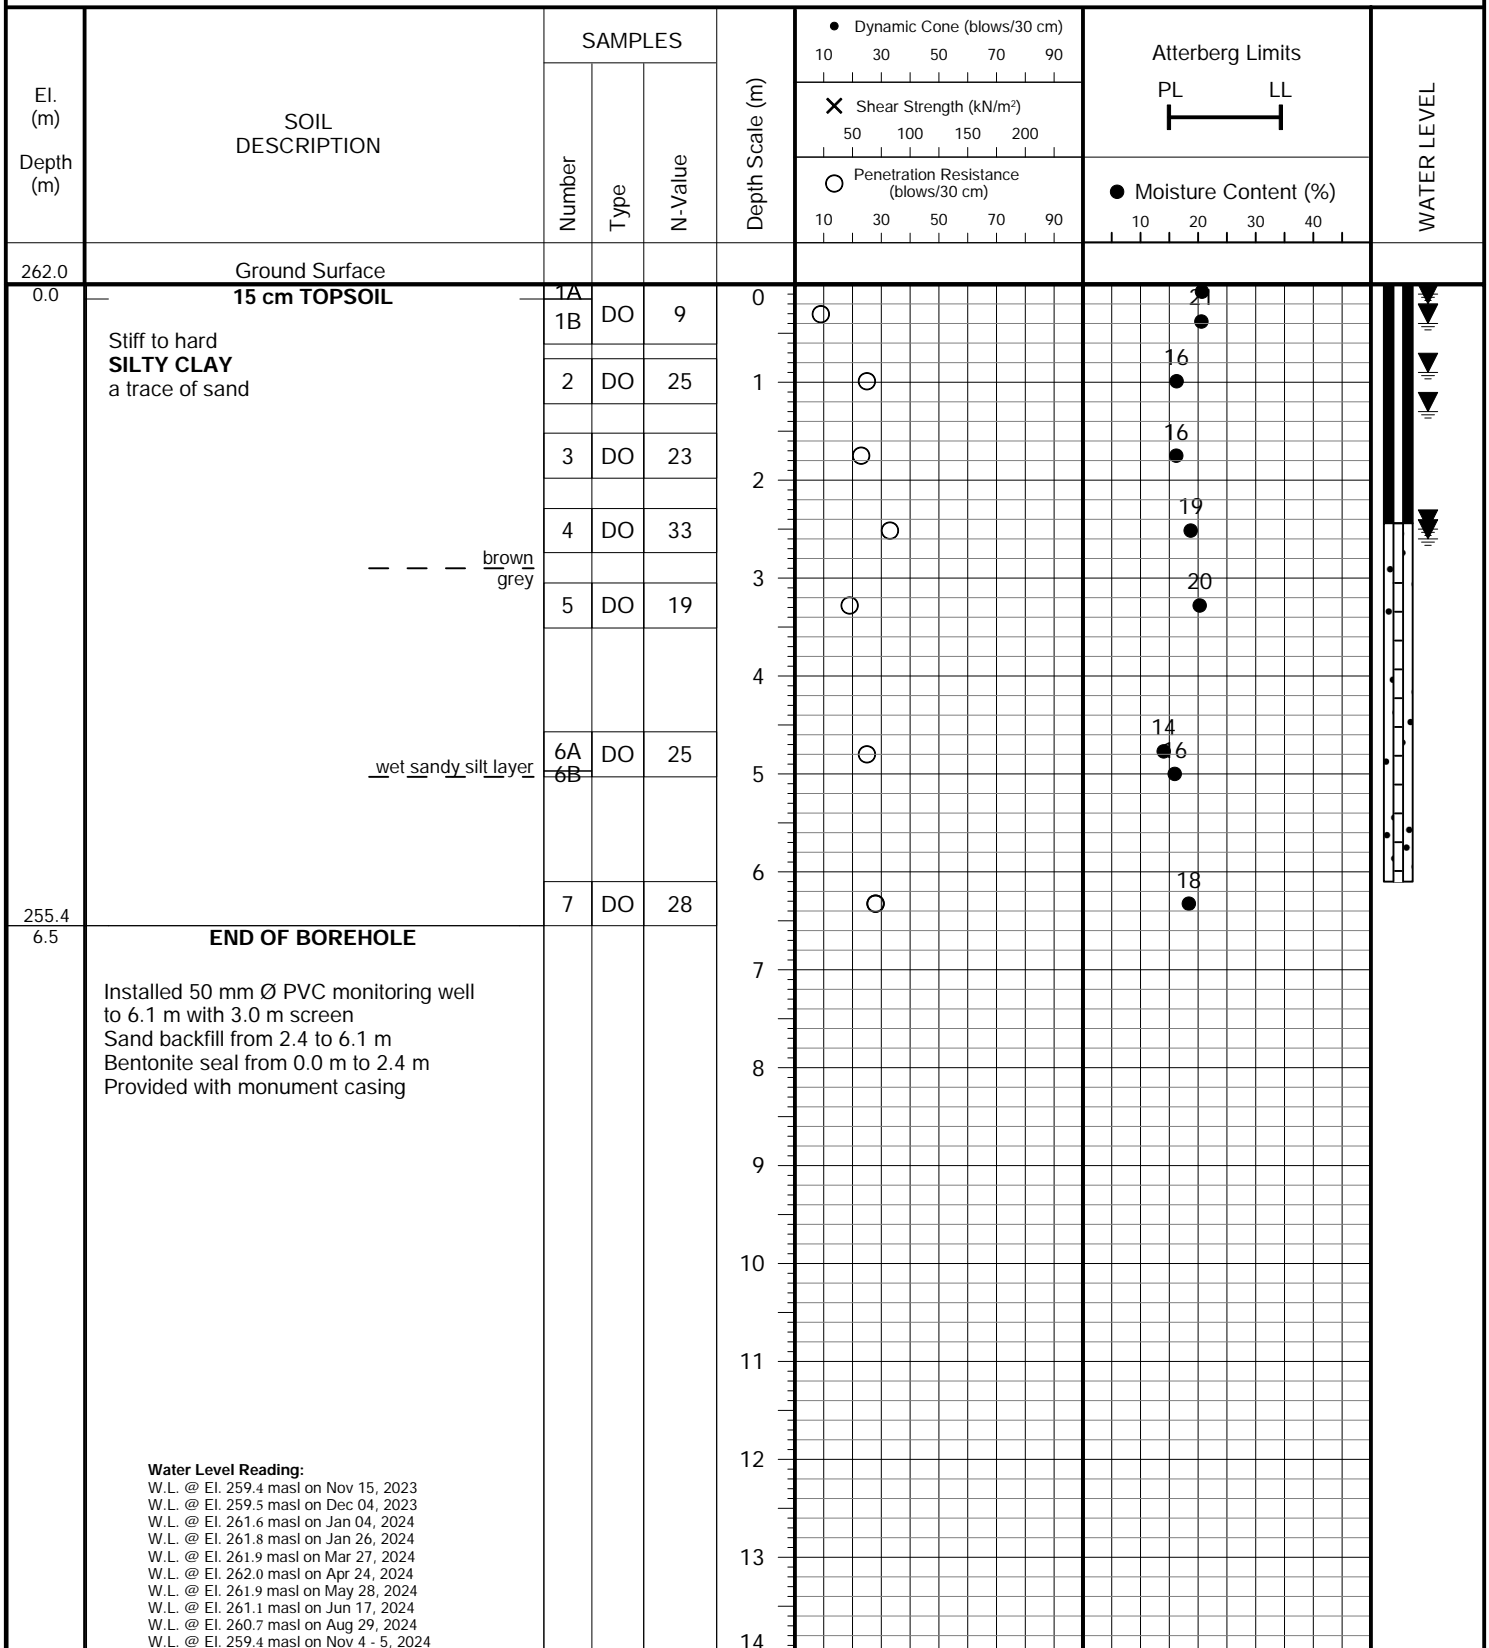 El.
(m)
Depth
(m)
SOIL
DESCRIPTION
SAMPLES
Number
Type
N-Value
Depth Scale (m)
Dynamic Cone (blows/30 cm)
10 30 50 70 90
Shear Strength (kN/m²)
50 100 150 200
Penetration Resistance
(blows/30 cm)
10 30 50 70 90
Atterberg Limits
PL LL
Moisture Content (%)
10 20 30 40
WATER LEVEL
262.0 Ground Surface
0.0 15 cm TOPSOIL
Stiff to hard
SILTY CLAY
a trace of sand
brown
grey
wet sandy silt layer
255.4
6.5 END OF BOREHOLE
1A
1B DO 9
2 DO 25
3 DO 23
4 DO 33
5 DO 19
6A DO 25
6B
7 DO 28
0
1
2
3
4
5
6
7
8
9
10
11
12
13
14
21
16
16
19
20
14
16
18
Installed 50 mm Ø PVC monitoring well
to 6.1 m with 3.0 m screen
Sand backfill from 2.4 to 6.1 m
Bentonite seal from 0.0 m to 2.4 m
Provided with monument casing
Water Level Reading:
W.L. @ El. 259.4 masl on Nov 15, 2023
W.L. @ El. 259.5 masl on Dec 04, 2023
W.L. @ El. 261.6 masl on Jan 04, 2024
W.L. @ El. 261.8 masl on Jan 26, 2024
W.L. @ El. 261.9 masl on Mar 27, 2024
W.L. @ El. 262.0 masl on Apr 24, 2024
W.L. @ El. 261.9 masl on May 28, 2024
W.L. @ El. 261.1 masl on Jun 17, 2024
W.L. @ El. 260.7 masl on Aug 29, 2024
W.L. @ El. 259.4 masl on Nov 4 - 5, 2024